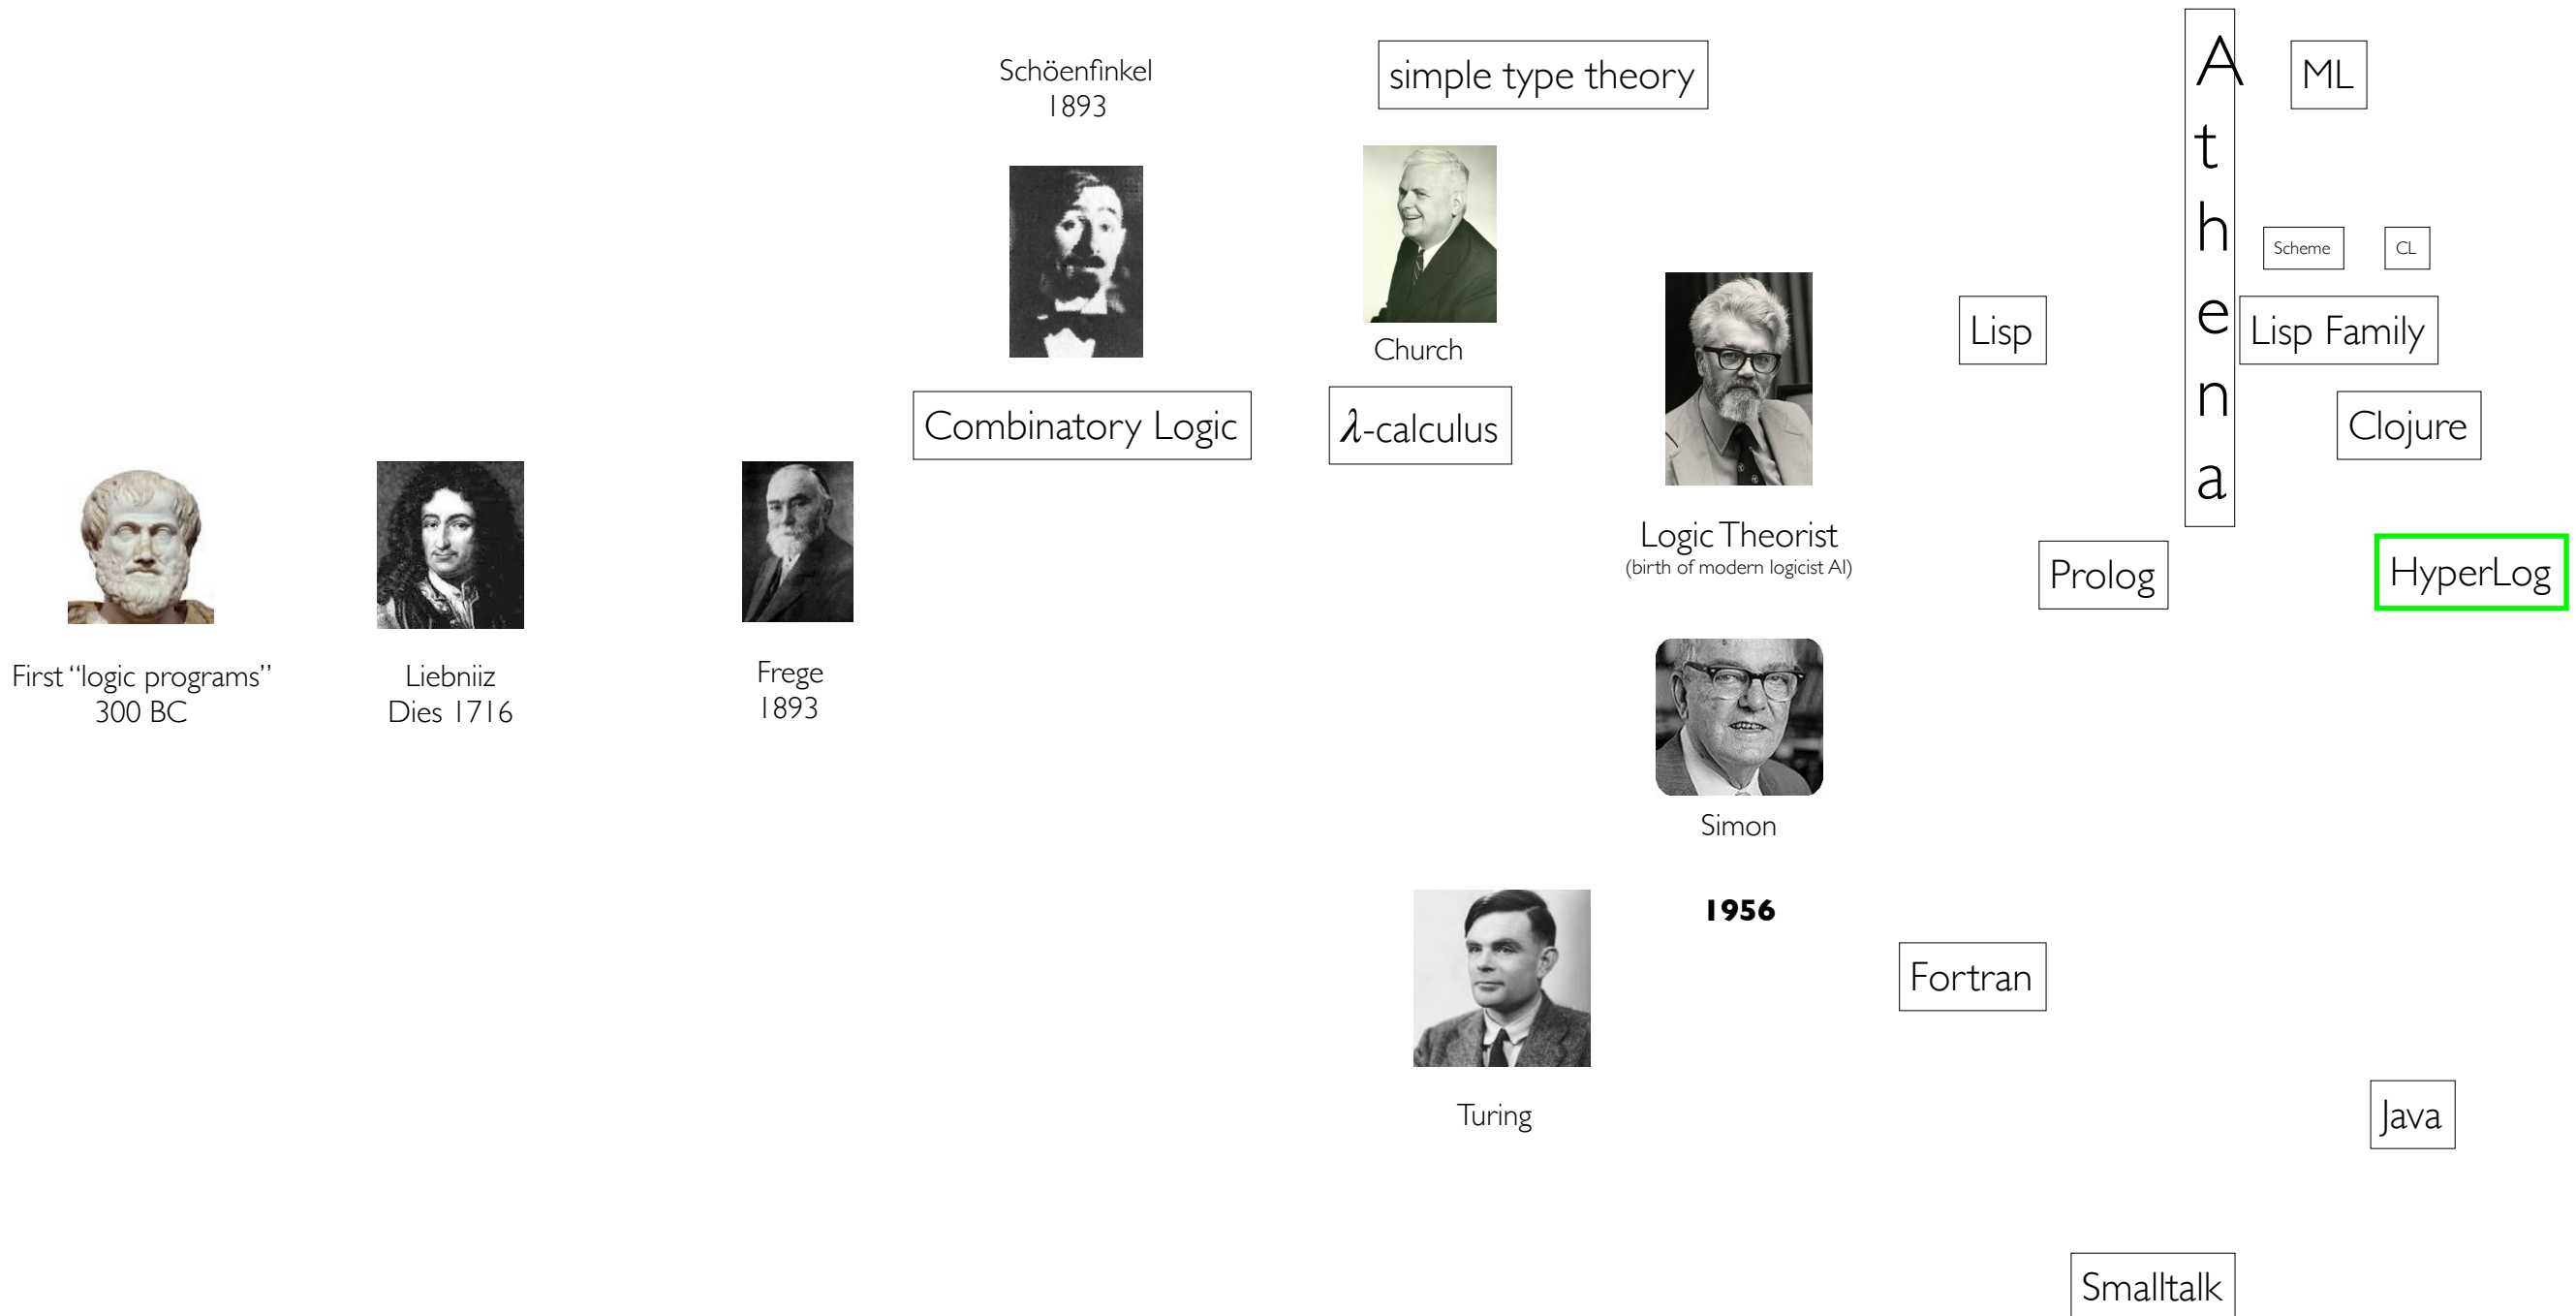 Schöenfinkel
1893
simple type theory
Athena
ML
Scheme
CL
Church
Lisp
Lisp Family
Combinatory Logic
λ-calculus
Clojure
Logic Theorist
(birth of modern logicist AI)
Prolog
HyperLog
First “logic programs”
300 BC
Liebniiz
Dies 1716
Frege
1893
Simon
1956
Fortran
Turing
Java
Smalltalk